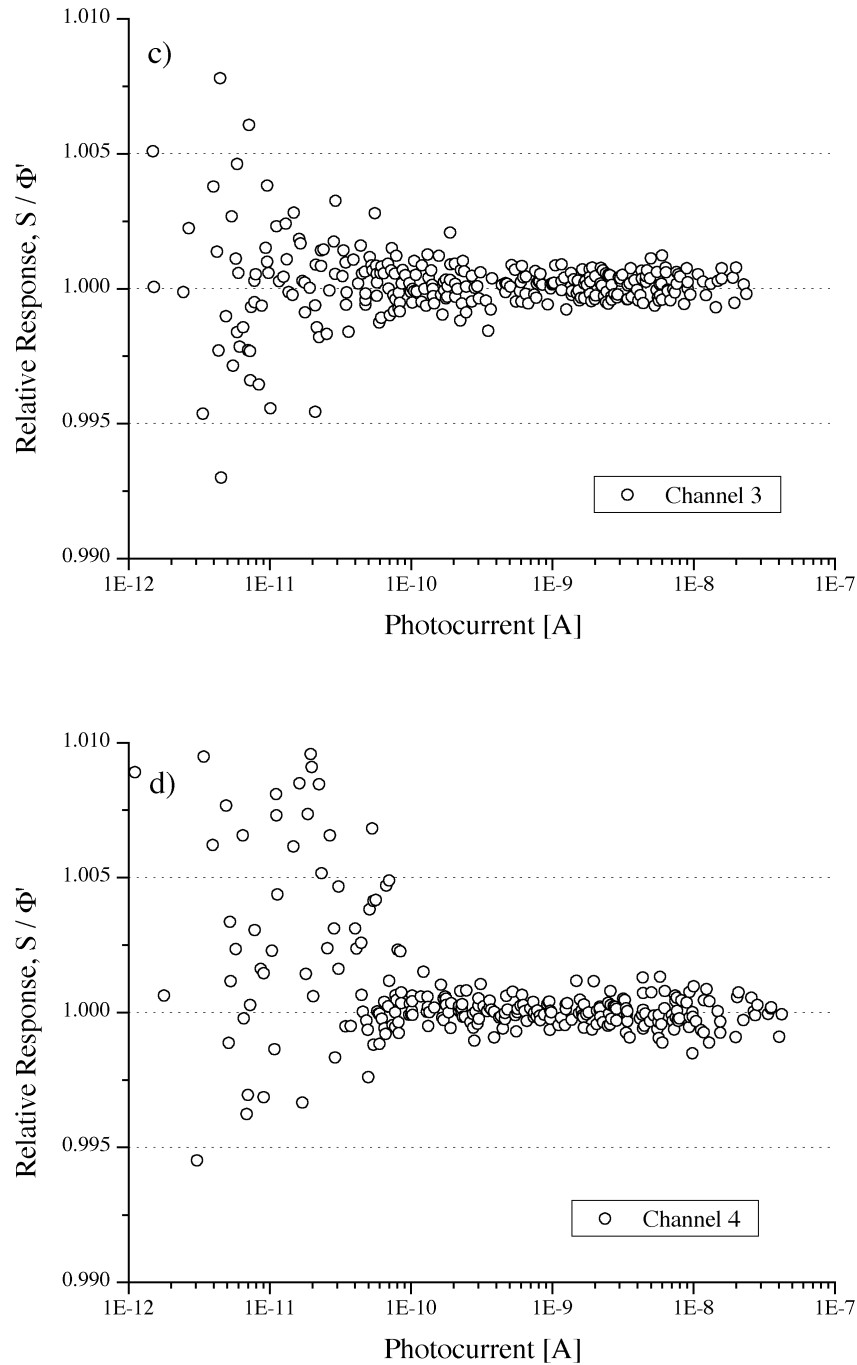 1.010
c)
1.005
1.000
0.995
0.990
Relative Response, S / Φ'
Channel 3
1E-12 1E-11 1E-10 1E-9 1E-8 1E-7
Photocurrent [A]
1.010
d)
1.005
1.000
0.995
0.990
Relative Response, S / Φ'
Channel 4
1E-12 1E-11 1E-10 1E-9 1E-8 1E-7
Photocurrent [A]